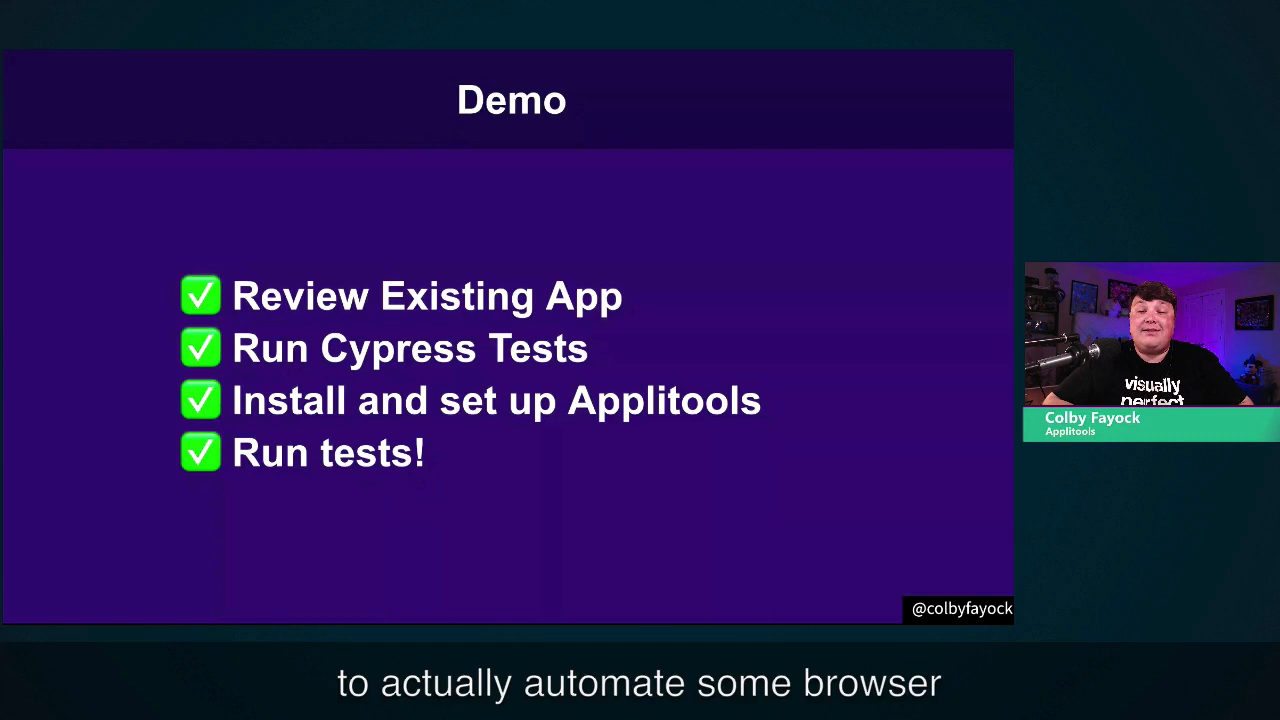 Demo
✅ Review Existing App
✅ Run Cypress Tests
✅ Install and set up Applitools
✅ Run tests!
@colbyfayock
visually
perfect
Colby Fayock
Applitools
to actually automate some browser